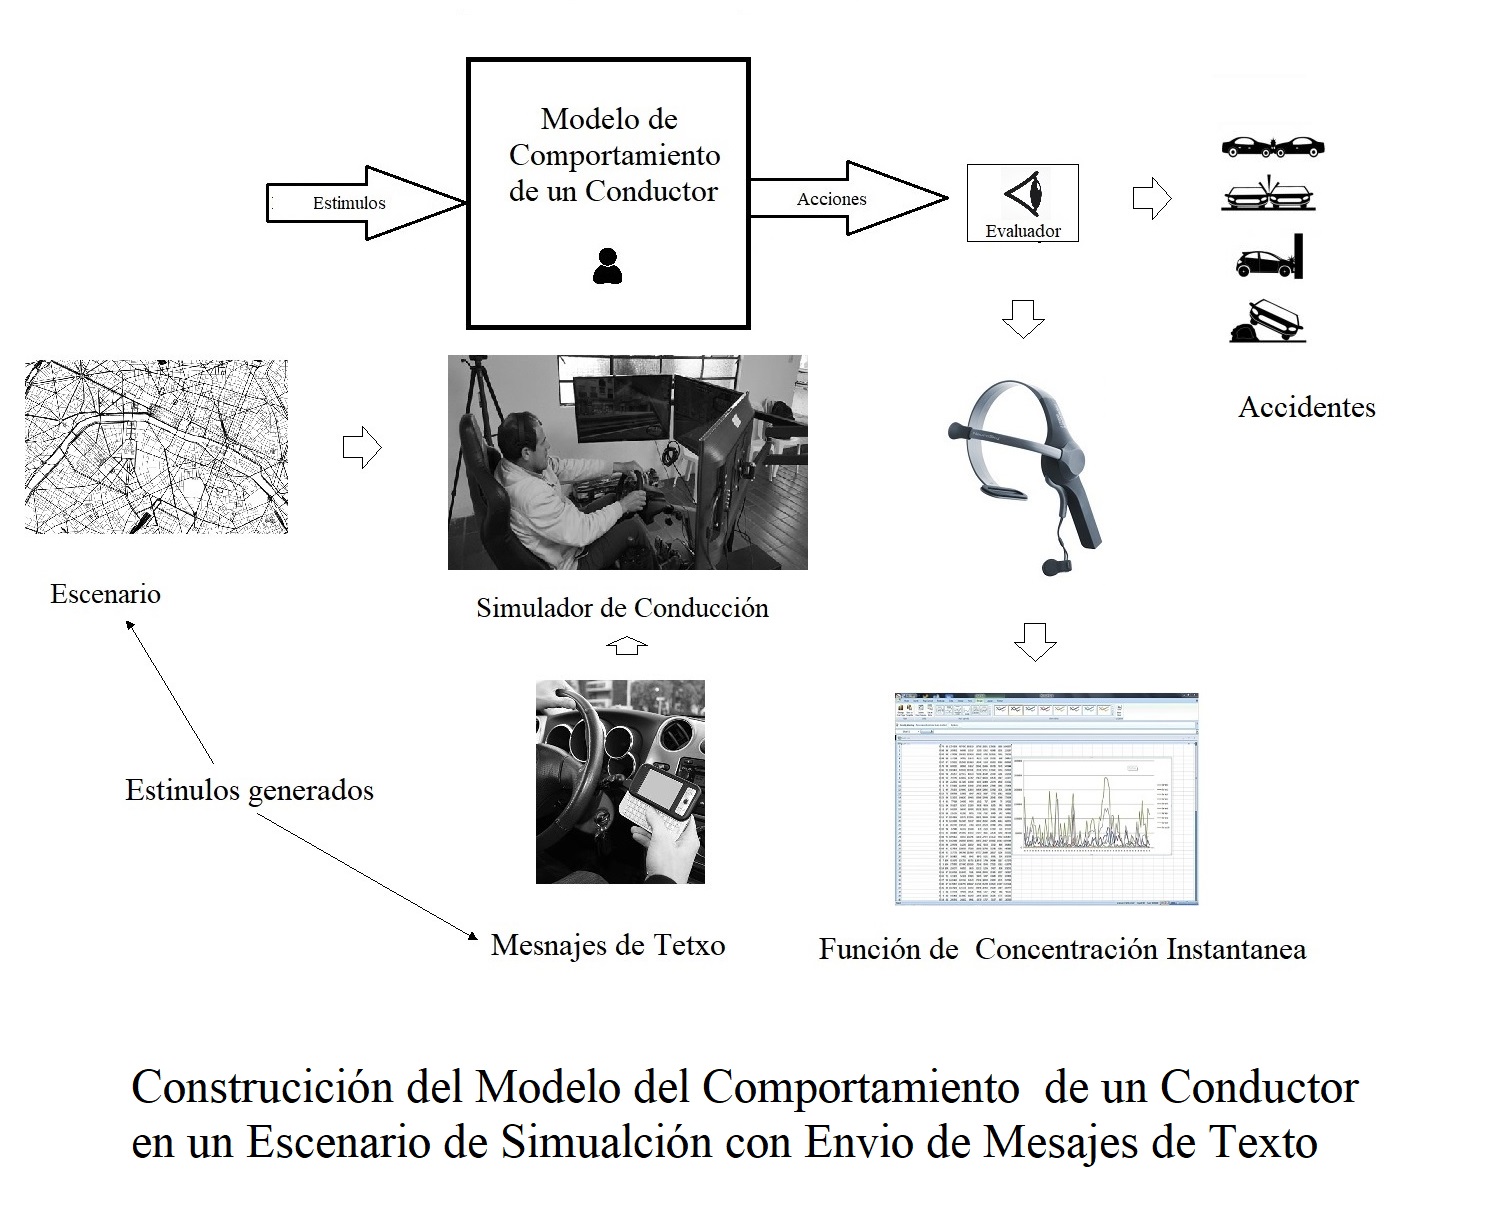 Modelo de
Comportamiento
de un Conductor
Estimulos
Acciones
Evaluador
Accidentes
Escenario
Simulador de Conducción
Estinulos generados
Mesnajes de Tetxo
Función de Concentración Instantanea
Construcición del Modelo del Comportamiento de un Conductor
en un Escenario de Simualción con Envio de Mesajes de Texto